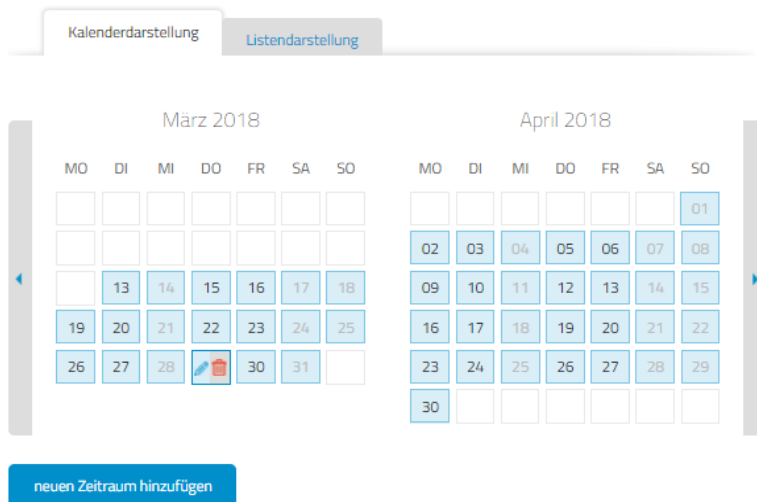 Kalenderdarstellung Listendarstellung
März 2018
MO DI MI DO FR SA SO
13 14 15 16 17 18
19 20 21 22 23 24 25
26 27 28 30 31
April 2018
MO DI MI DO FR SA SO
01
02 03 04 05 06 07 08
09 10 11 12 13 14 15
16 17 18 19 20 21 22
23 24 25 26 27 28 29
30
neuen Zeitraum hinzufügen